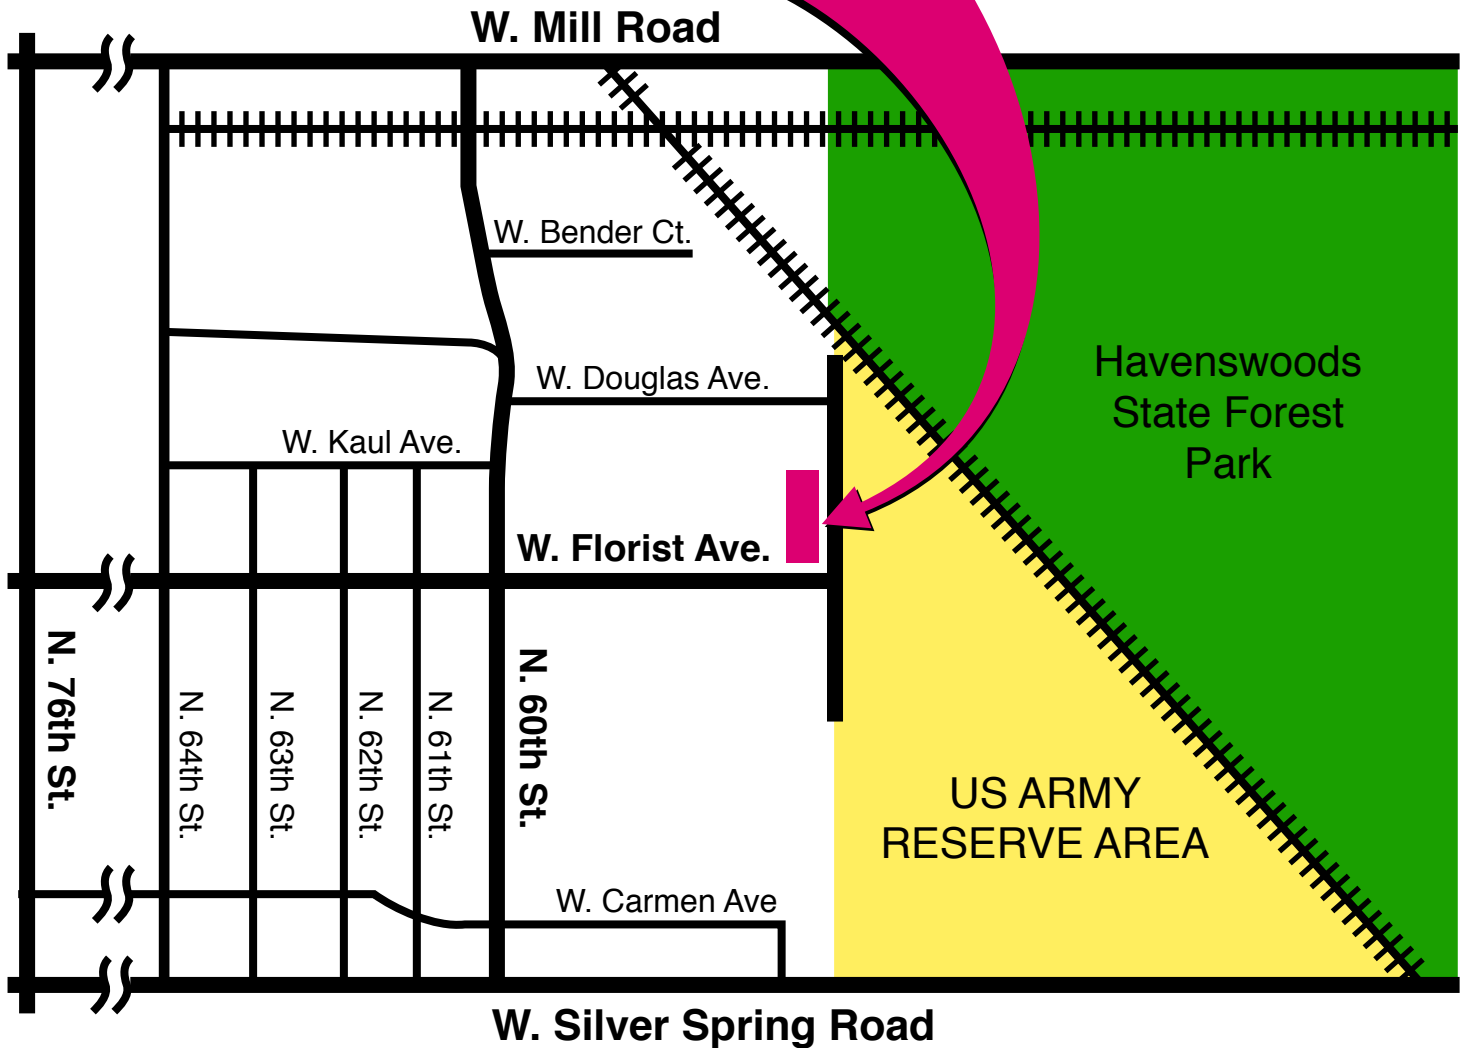 W. Mill Road
W. Bender Ct.
W. Douglas Ave.
Havenswoods
State Forest
Park
W. Kaul Ave.
W. Florist Ave.
N. 76th St.
N. 64th St.
N. 63th St.
N. 62th St.
N. 61th St.
N. 60th St.
US ARMY
RESERVE AREA
W. Carmen Ave
W. Silver Spring Road